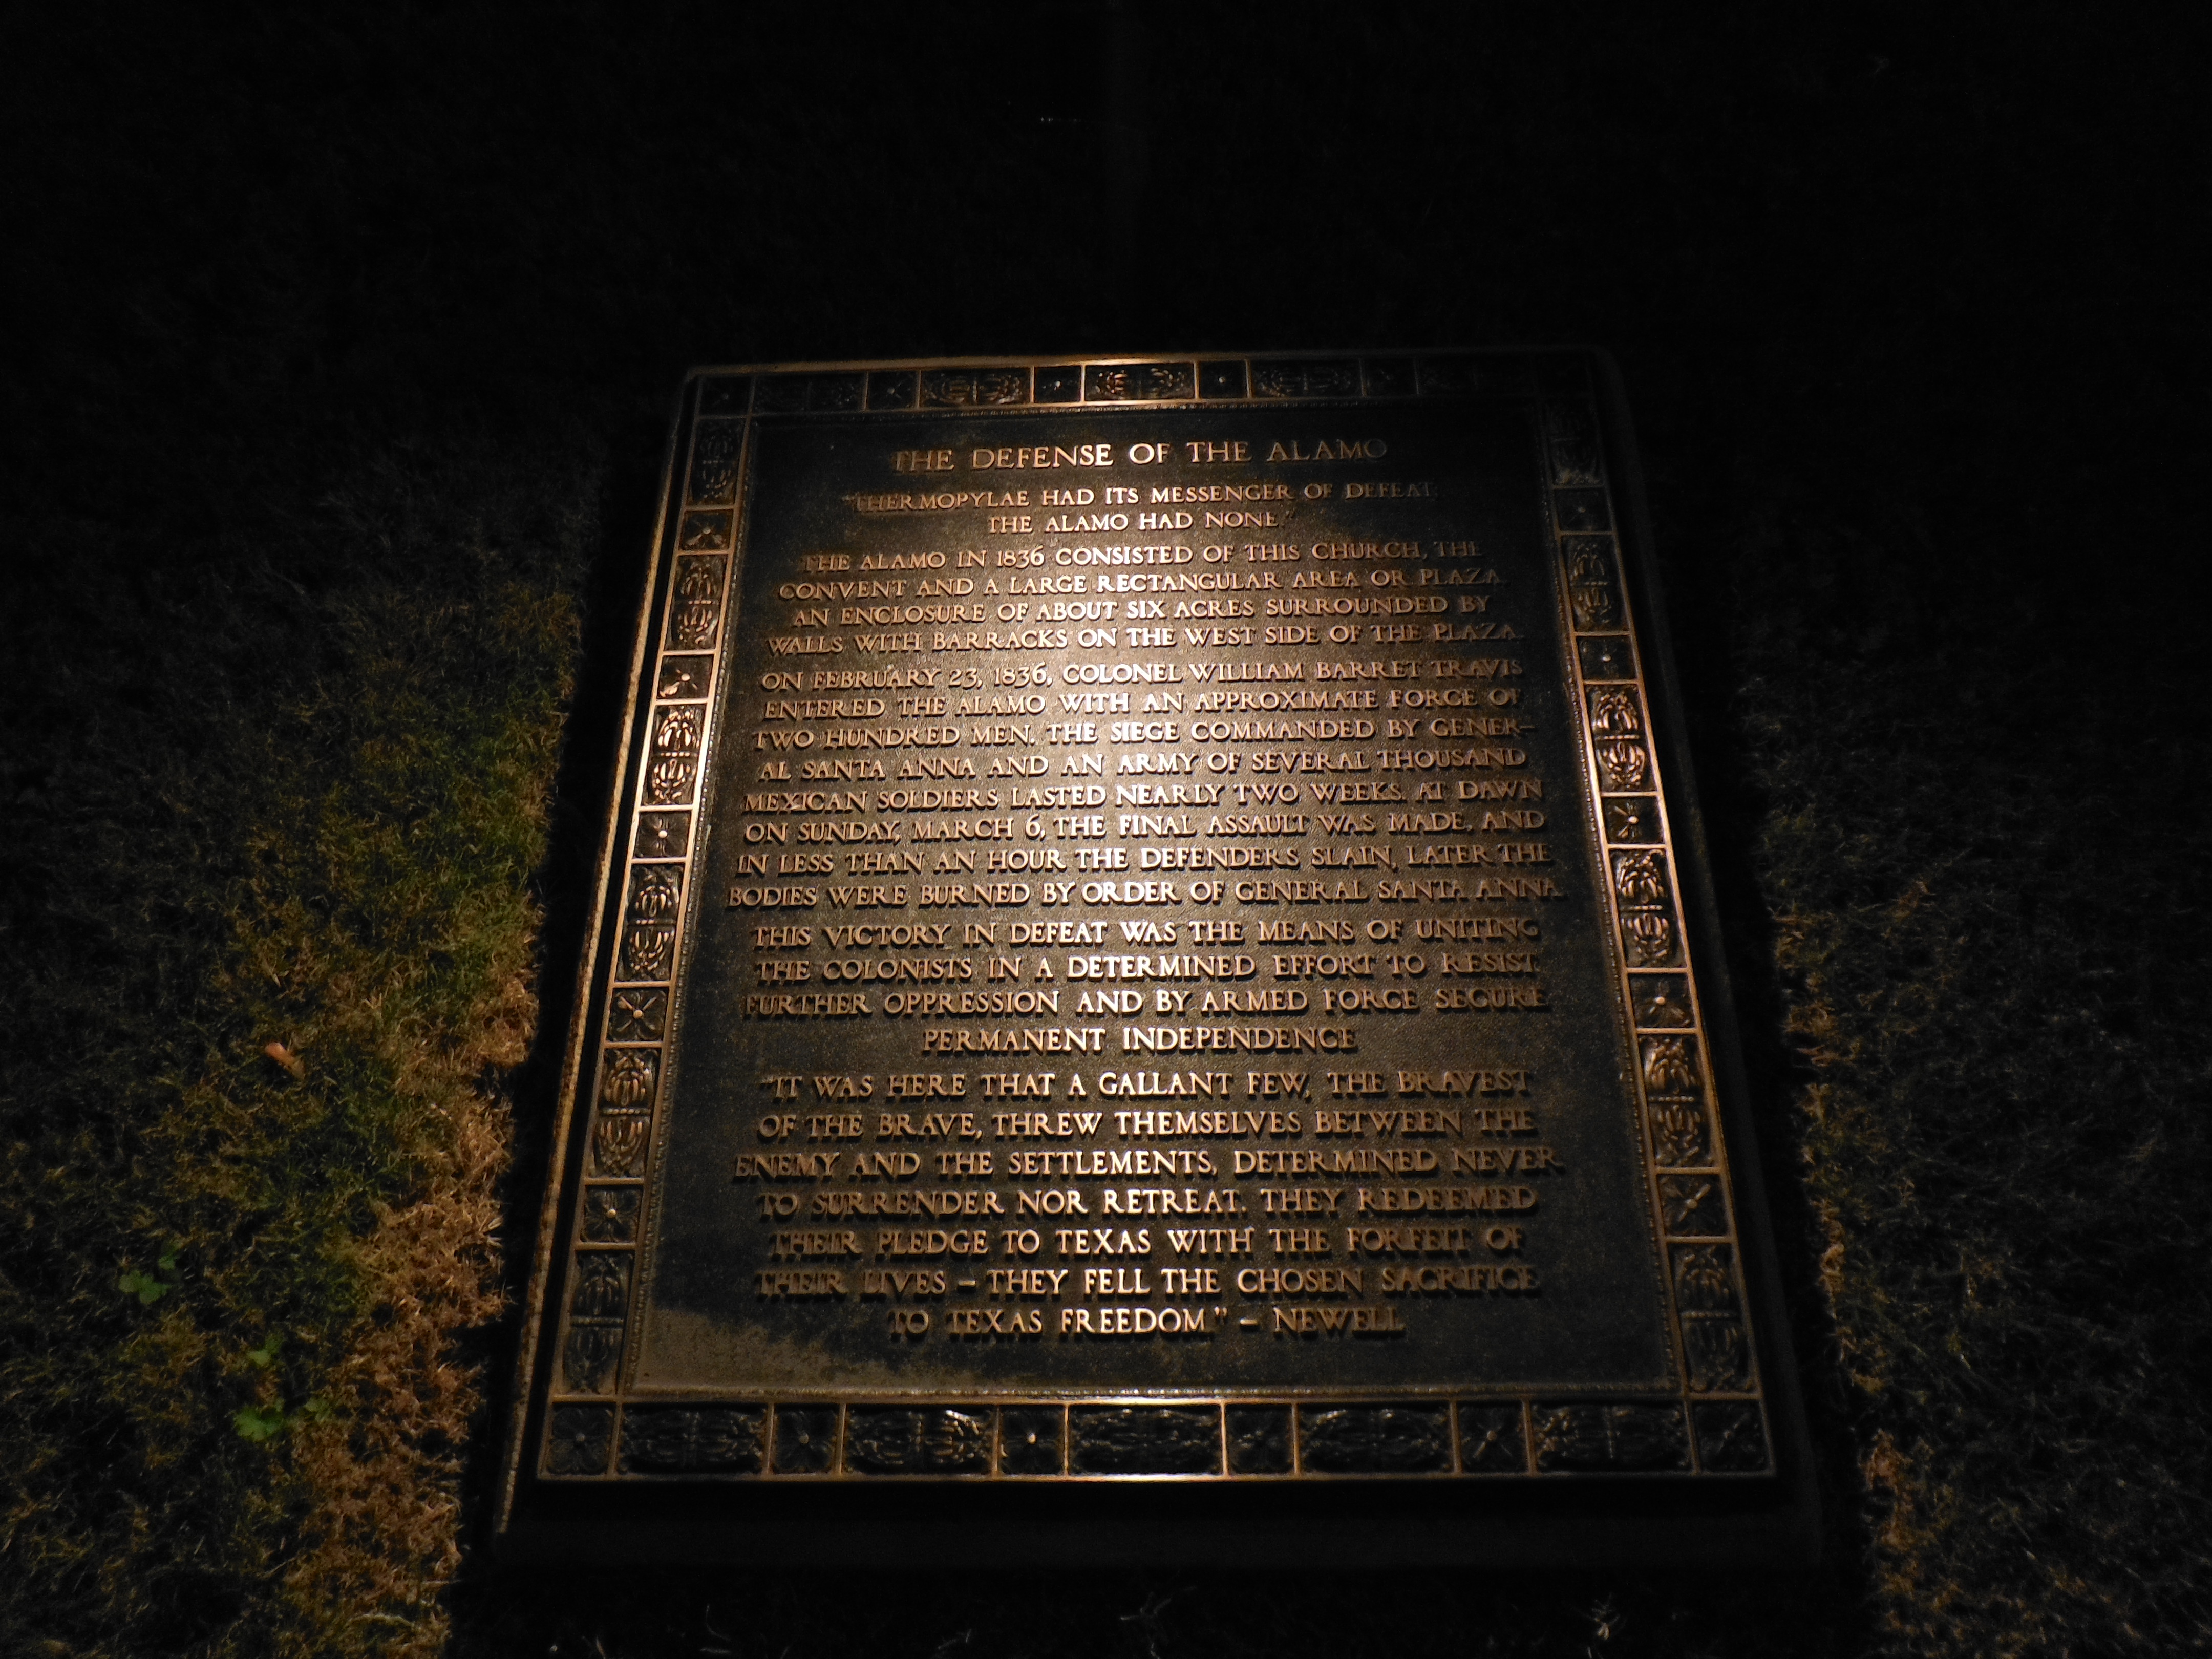 THE DEFENSE OF THE ALAMO
"THERMOPYLAE HAD ITS MESSENGER OF DEFEAT;
THE ALAMO HAD NONE."
THE ALAMO IN 1836 CONSISTED OF THIS CHURCH, THE
CONVENT AND A LARGE RECTANGULAR AREA OR PLAZA,
AN ENCLOSURE OF ABOUT SIX ACRES SURROUNDED BY
WALLS WITH BARRACKS ON THE WEST SIDE OF THE PLAZA.
ON FEBRUARY 23, 1836, COLONEL WILLIAM BARRET TRAVIS
ENTERED THE ALAMO WITH AN APPROXIMATE FORCE OF
TWO HUNDRED MEN. THE SIEGE COMMANDED BY GENER-
AL SANTA ANNA AND AN ARMY OF SEVERAL THOUSAND
MEXICAN SOLDIERS LASTED NEARLY TWO WEEKS. AT DAWN
ON SUNDAY, MARCH 6, THE FINAL ASSAULT WAS MADE, AND
IN LESS THAN AN HOUR THE DEFENDERS SLAIN, LATER THE
BODIES WERE BURNED BY ORDER OF GENERAL SANTA ANNA.
THIS VICTORY IN DEFEAT WAS THE MEANS OF UNITING
THE COLONISTS IN A DETERMINED EFFORT TO RESIST
FURTHER OPPRESSION AND BY ARMED FORCE SECURE
PERMANENT INDEPENDENCE
"IT WAS HERE THAT A GALLANT FEW, THE BRAVEST
OF THE BRAVE, THREW THEMSELVES BETWEEN THE
ENEMY AND THE SETTLEMENTS, DETERMINED NEVER
TO SURRENDER NOR RETREAT. THEY REDEEMED
THEIR PLEDGE TO TEXAS WITH THE FORFEIT OF
THEIR LIVES – THEY FELL THE CHOSEN SACRIFICE
TO TEXAS FREEDOM" – NEWELL